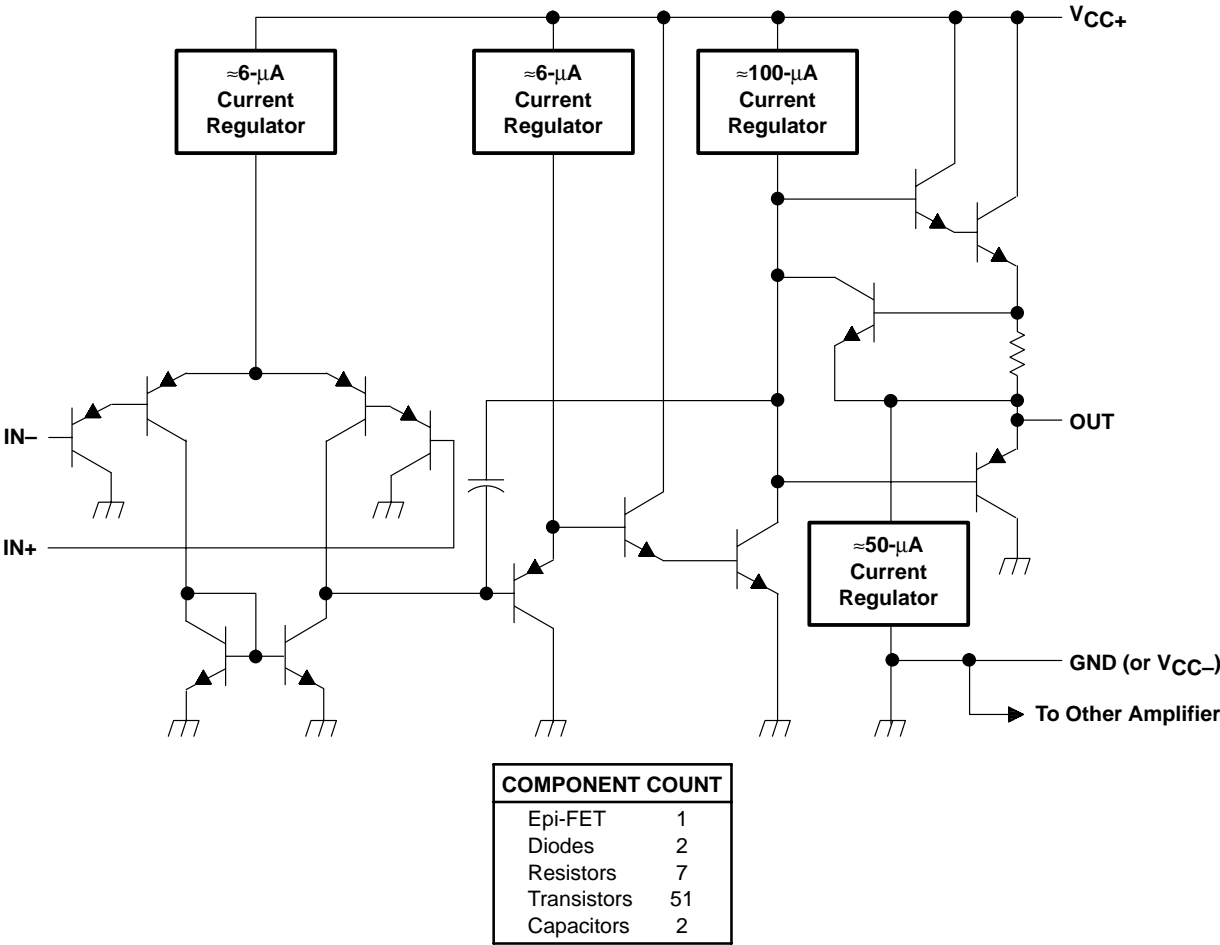 VCC+
≈6-μA
Current
Regulator
≈6-μA
Current
Regulator
≈100-μA
Current
Regulator
IN–
OUT
IN+
≈50-μA
Current
Regulator
GND (or VCC–)
To Other Amplifier
COMPONENT COUNT
Epi-FET 1
Diodes 2
Resistors 7
Transistors 51
Capacitors 2